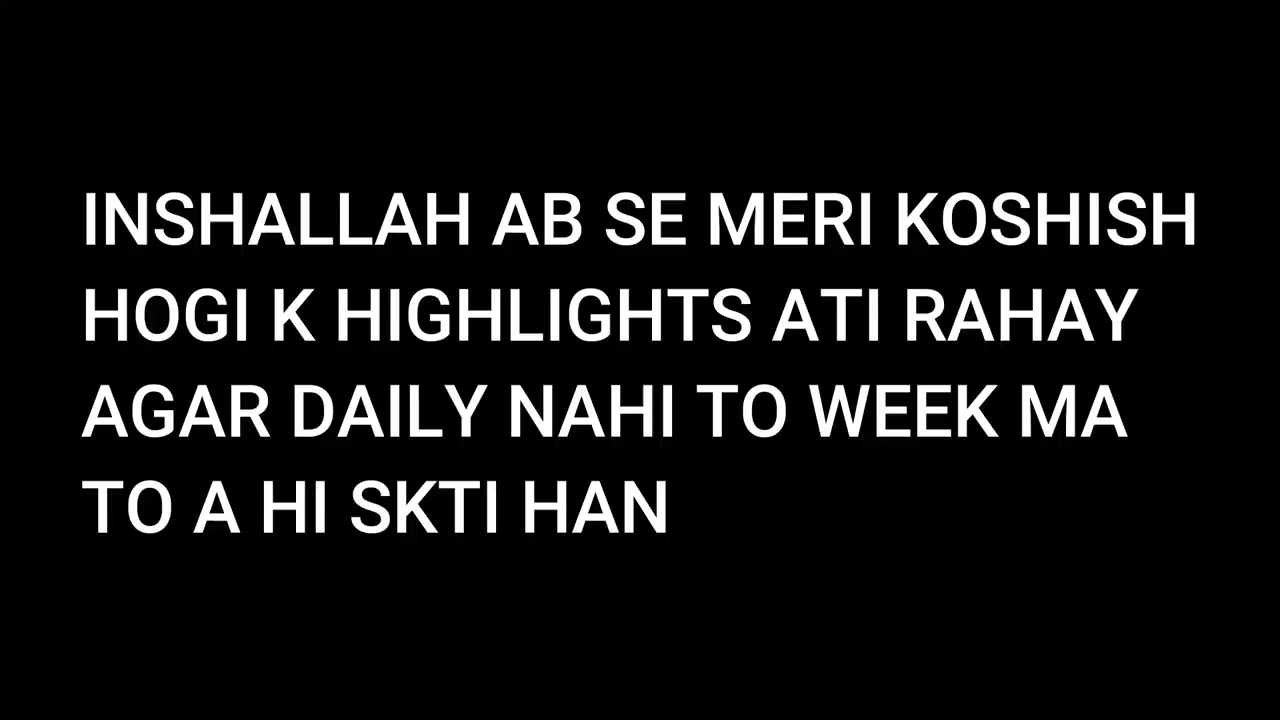 INSHALLAH AB SE MERI KOSHISH
HOGI K HIGHLIGHTS ATI RAHAY
AGAR DAILY NAHI TO WEEK MA
TO A HI SKTI HAN